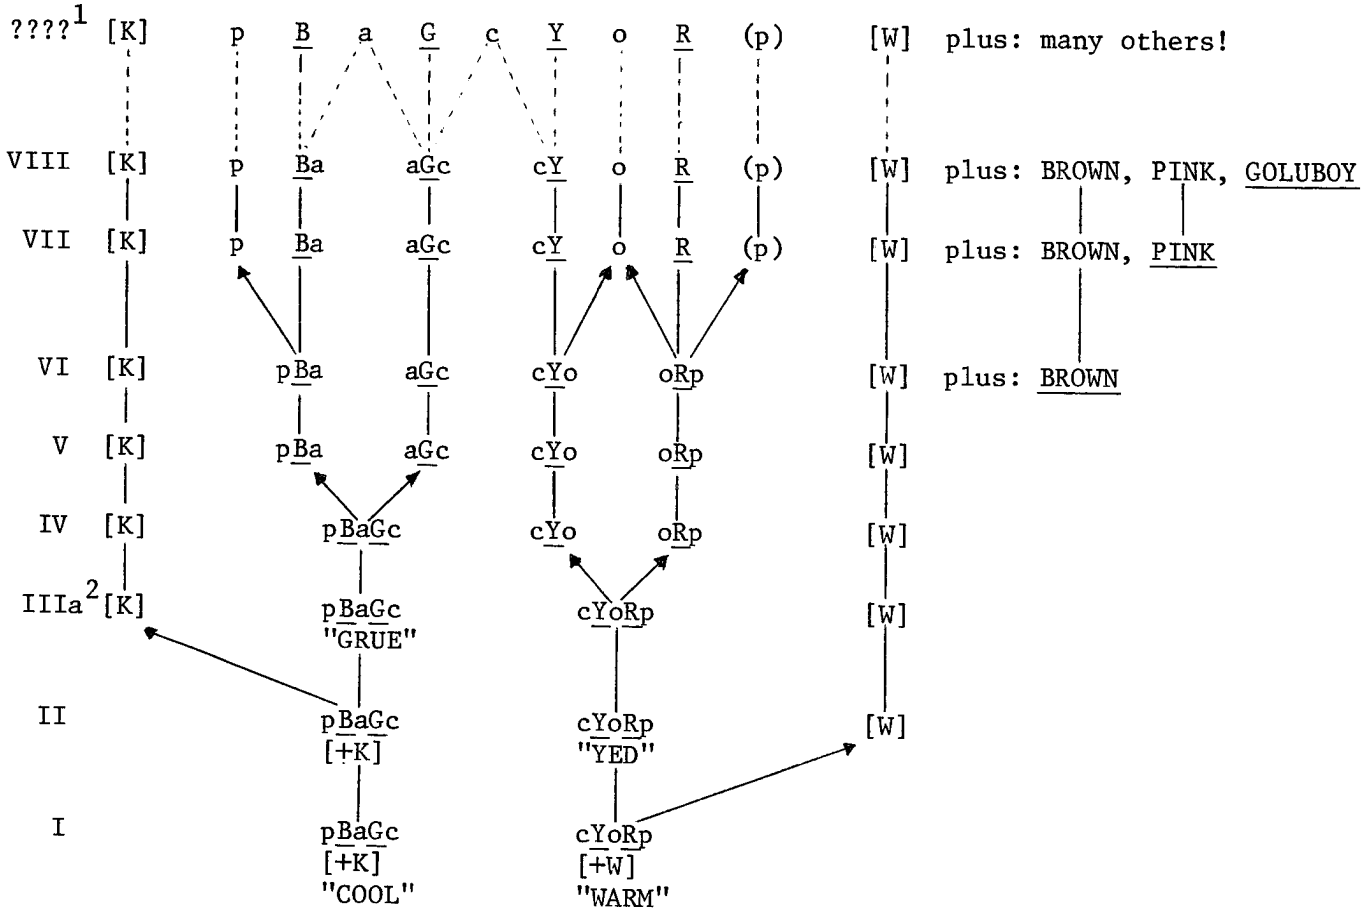 ????1 [K] p B a G c Y o R (p) [W] plus: many others!
VIII [K] p Ba aGc cY o R (p) [W] plus: BROWN, PINK, GOLUBOY
VII [K] p Ba aGc cY o R (p) [W] plus: BROWN, PINK
VI [K] pBa aGc cYo oRp [W] plus: BROWN
V [K] pBa aGc cYo oRp [W]
IV [K] pBaGc cYo oRp [W]
IIIa2 [K] pBaGc cYoRp [W]
"GRUE"
II pBaGc cYoRp [W]
[+K] "YED"
I pBaGc cYoRp
[+K] [+W]
"COOL" "WARM"